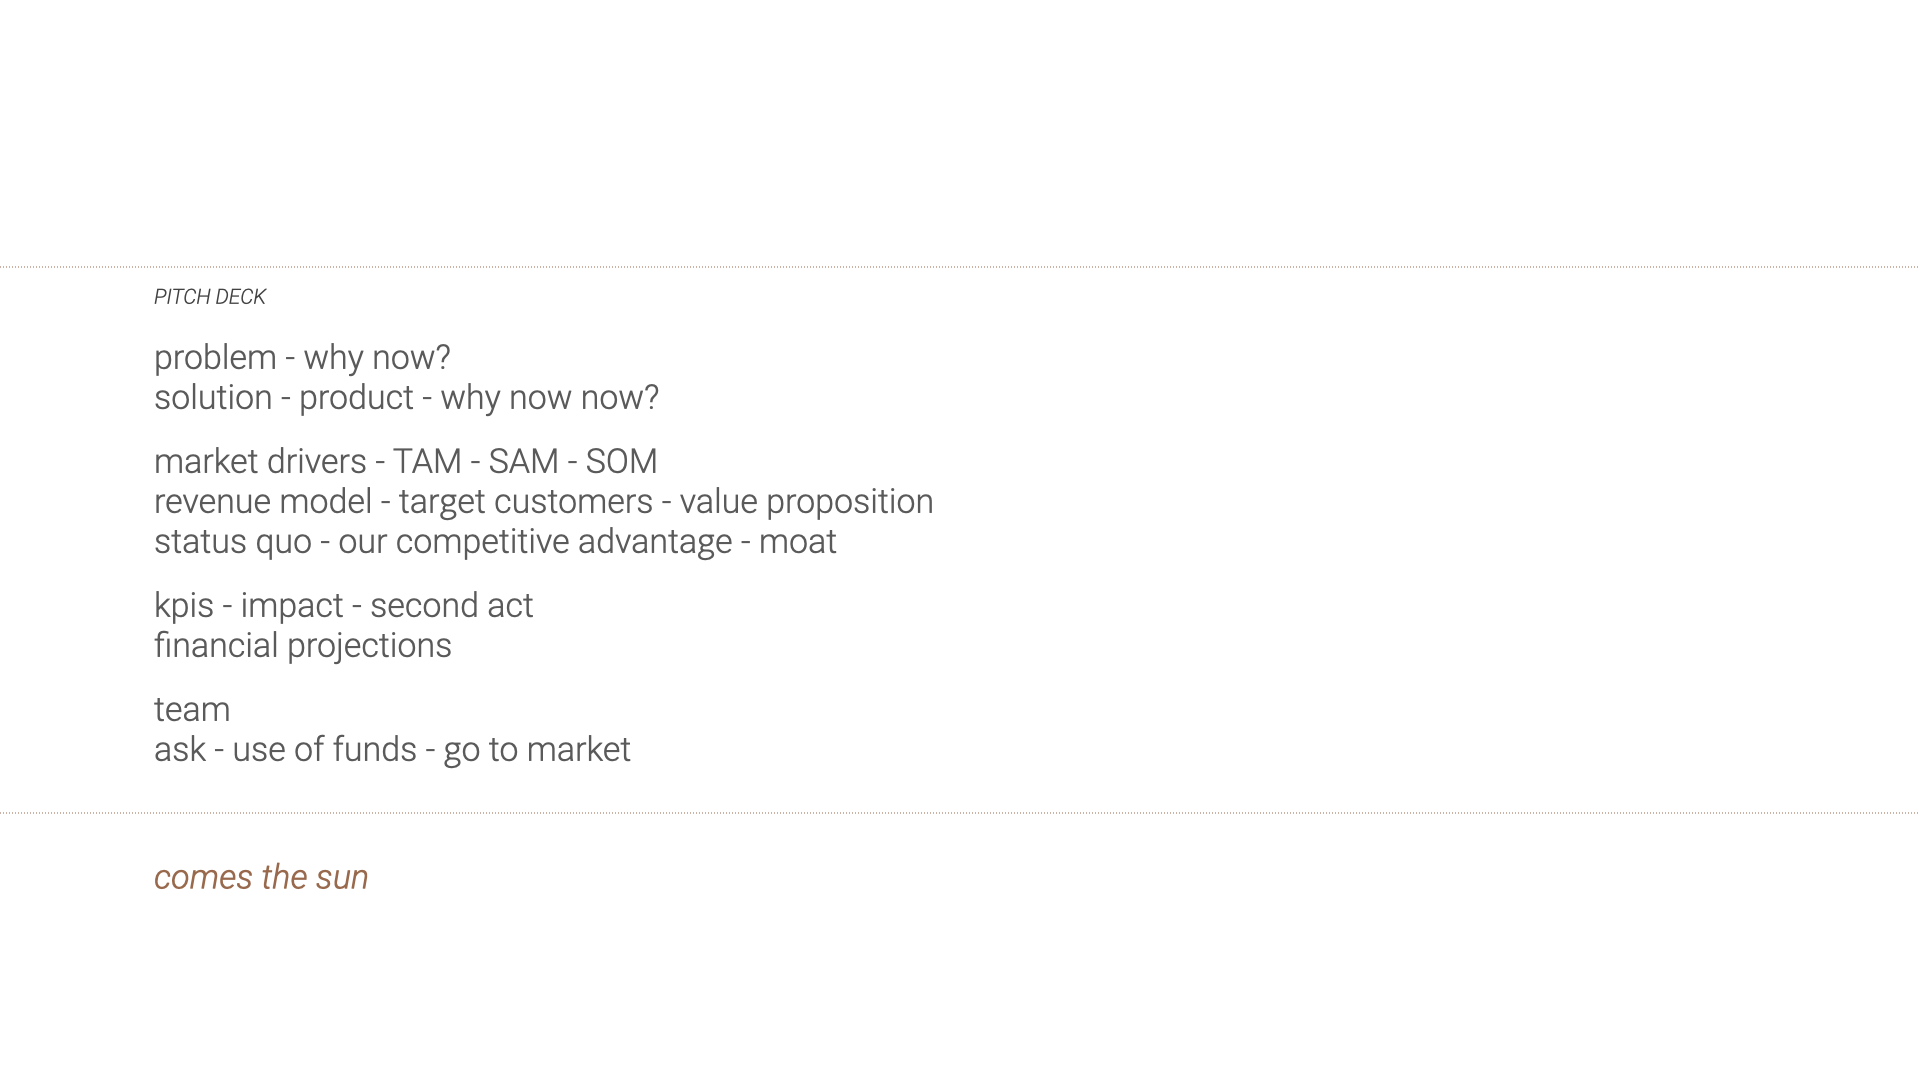 PITCH DECK
problem - why now?
solution - product - why now now?
market drivers - TAM - SAM - SOM
revenue model - target customers - value proposition
status quo - our competitive advantage - moat
kpis - impact - second act
financial projections
team
ask - use of funds - go to market
comes the sun